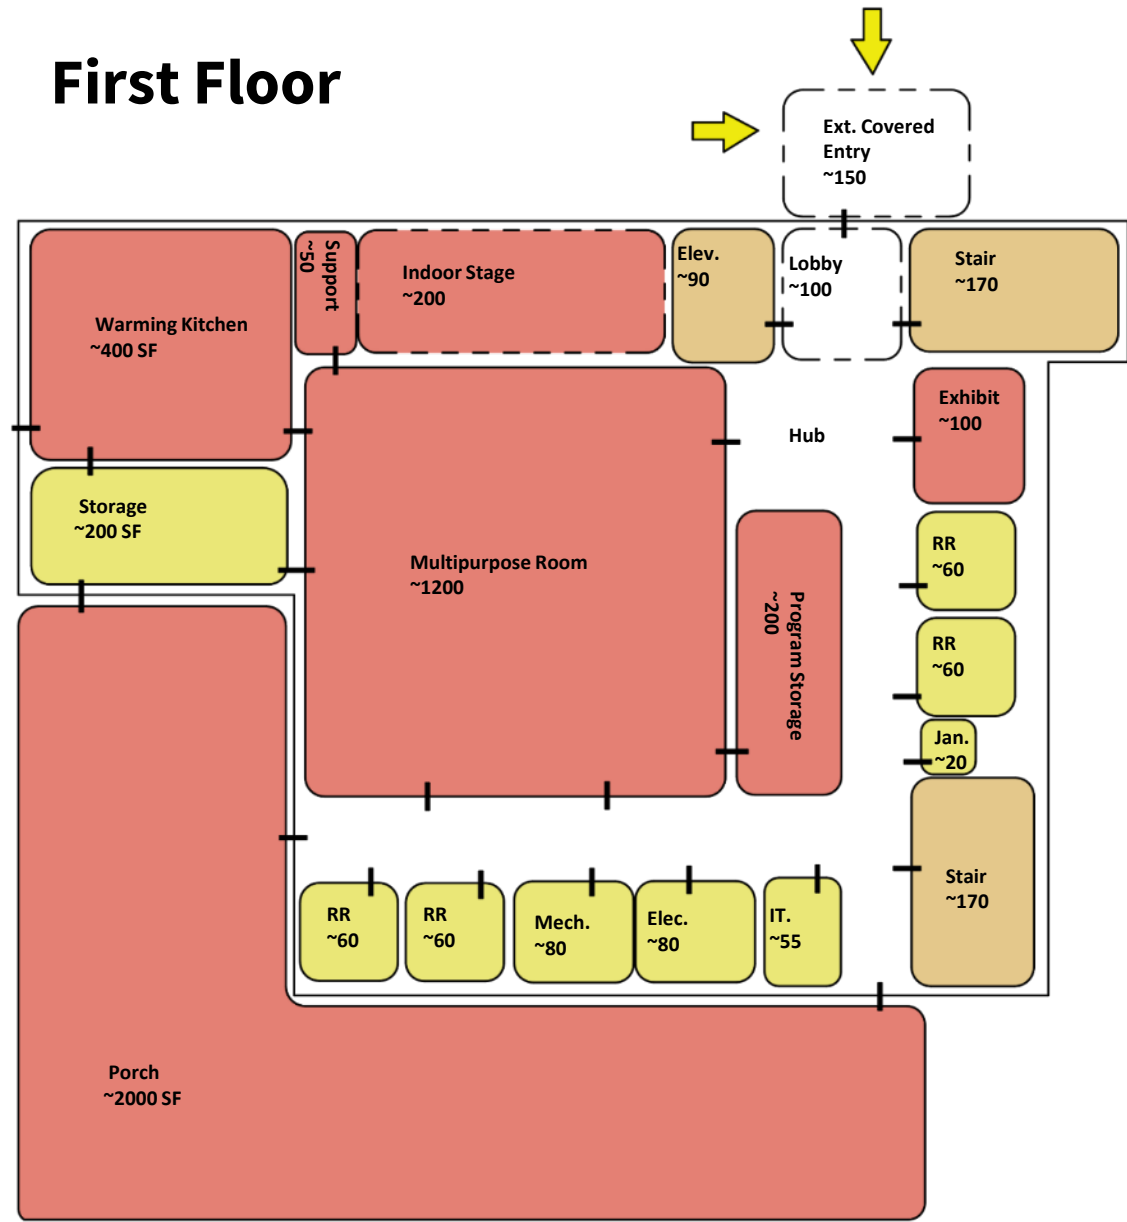 First Floor
Ext. Covered
Entry
~150
Warming Kitchen
~400 SF
Support
~50
Indoor Stage
~200
Elev.
~90
Lobby
~100
Stair
~170
Exhibit
~100
Hub
Storage
~200 SF
Multipurpose Room
~1200
Program Storage
~200
RR
~60
RR
~60
Jan.
~20
Stair
~170
RR
~60
RR
~60
Mech.
~80
Elec.
~80
IT.
~55
Porch
~2000 SF